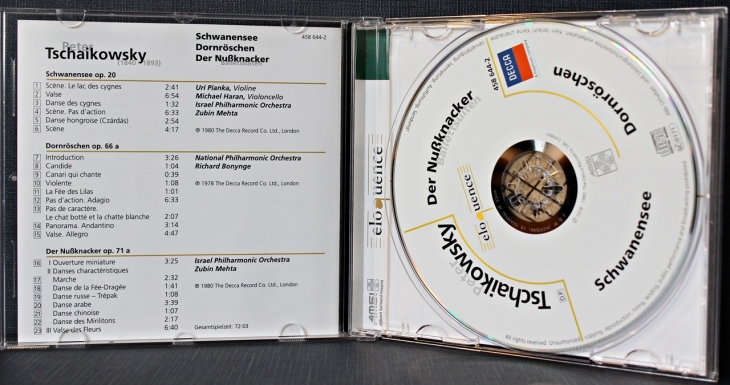 Peter
Tschaikowsky
(1840 - 1893)
Schwanensee
Dornröschen
Der Nußknacker
Ballettsuiten
458 644-2
Schwanensee op. 20
1 Scène. Le lac des cygnes 2:41
2 Valse 6:54
3 Danse des cygnes 1:32
4 Scène. Pas d'action 6:33
5 Danse hongroise (Czárdás) 2:54
6 Scène 4:17
Uri Pianka, Violine
Michael Haran, Violoncello
Israel Philharmonic Orchestra
Zubin Mehta
℗ 1980 The Decca Record Co. Ltd., London
Dornröschen op. 66 a
7 Introduction 3:26
8 Candide 1:04
9 Canari qui chante 0:39
10 Violente 1:08
11 La Fée des Lilas 1:01
12 Pas d'action. Adagio 6:33
13 Pas de caractère.
Le chat botté et la chatte blanche 2:07
14 Panorama. Andantino 3:14
15 Valse. Allegro 4:47
National Philharmonic Orchestra
Richard Bonynge
℗ 1978 The Decca Record Co. Ltd., London
Der Nußknacker op. 71 a
16 I Ouverture miniature 3:25
II Danses charactéristiques
17 Marche 2:32
18 Danse de la Fée-Dragée 1:41
19 Danse russe – Trépak 1:08
20 Danse arabe 3:39
21 Danse chinoise 1:07
22 Danse des Mirlitons 2:17
23 III Valse des Fleurs 6:40
Israel Philharmonic Orchestra
Zubin Mehta
℗ 1980 The Decca Record Co. Ltd., London
Gesamtspielzeit: 72:03
eloquence
AMSI
DECCA
458 644-2
Dornröschen
Der Nußknacker
Ballettsuiten
eloquence
Peter
Tschaikowsky
Schwanensee
All rights reserved. Unauthorized